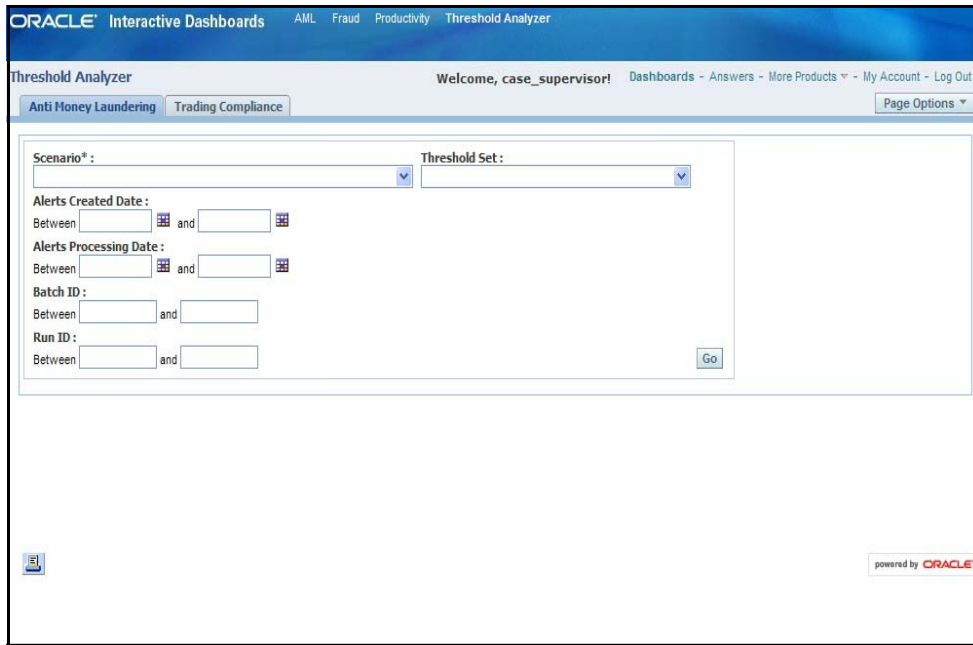 ORACLE Interactive Dashboards AML Fraud Productivity Threshold Analyzer
Threshold Analyzer Welcome, case_supervisor! Dashboards - Answers - More Products - My Account - Log Out
Anti Money Laundering Trading Compliance Page Options
Scenario* : Threshold Set :
Alerts Created Date :
Between and
Alerts Processing Date :
Between and
Batch ID :
Between and
Run ID :
Between and Go
powered by ORACLE